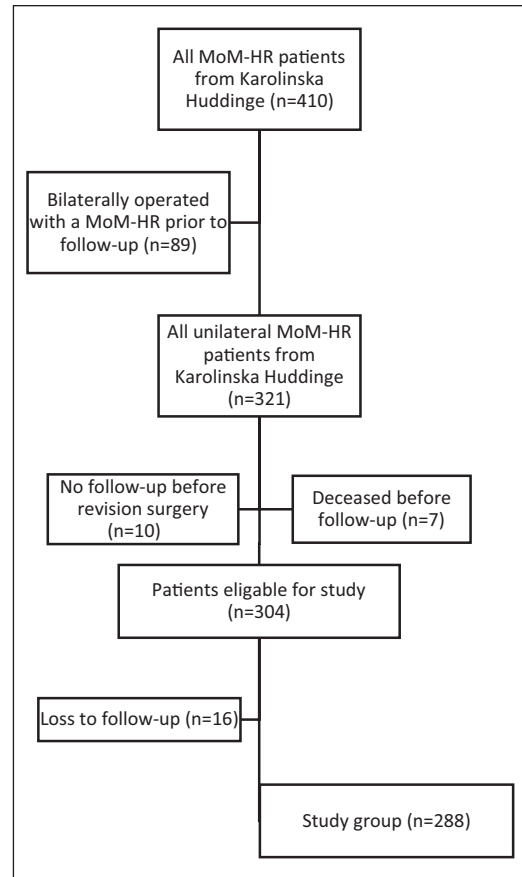 All MoM-HR patients
from Karolinska
Huddinge (n=410)
Bilaterally operated
with a MoM-HR prior to
follow-up (n=89)
All unilateral MoM-HR
patients from
Karolinska Huddinge
(n=321)
No follow-up before
revision surgery
(n=10)
Deceased before
follow-up (n=7)
Patients eligable for study
(n=304)
Loss to follow-up (n=16)
Study group (n=288)